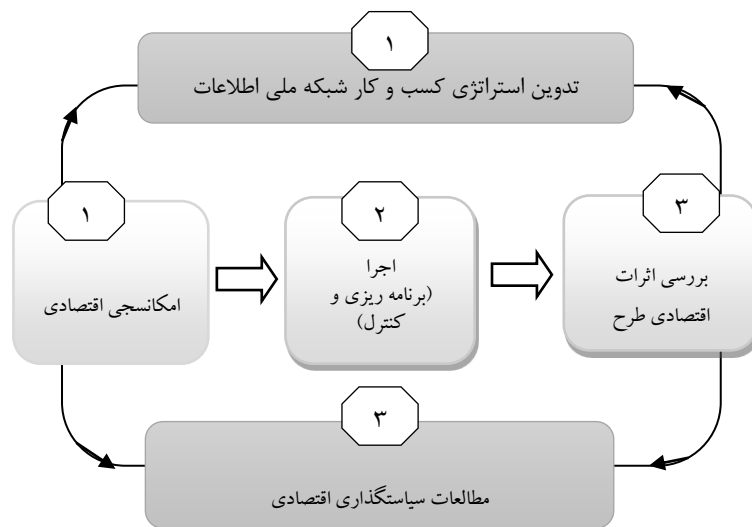 ۱
تدوین استراتژی کسب و کار شبکه ملی اطلاعات
۱
امکانسجی اقتصادی
۲
اجرا
(برنامه ریزی و
کنترل)
۳
بررسی اثرات
اقتصادی طرح
۳
مطالعات سیاستگذاری اقتصادی